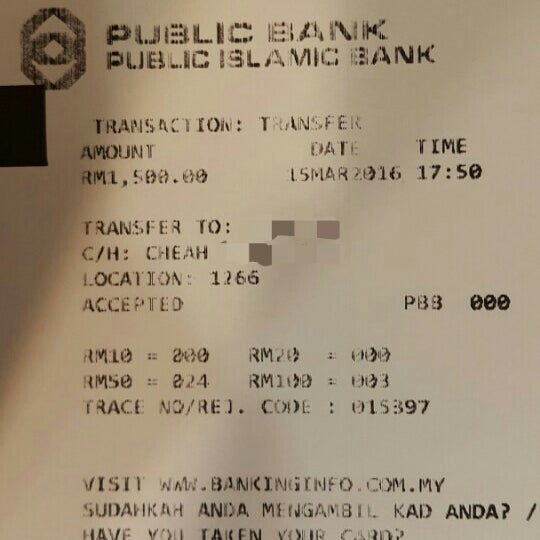 PUBLIC BANK
PUBLIC ISLAMIC BANK
TRANSACTION: TRANSFER
AMOUNT DATE TIME
RM1,500.00 15MAR2016 17:50
TRANSFER TO:
C/H: CHEAH
LOCATION: 1266
ACCEPTED PBB 000
RM10 = 000 RM20 = 000
RM50 = 024 RM100 = 003
TRACE NO/REJ. CODE : 015397
VISIT WWW.BANKINGINFO.COM.MY
SUDAHKAH ANDA MENGAMBIL KAD ANDA? /
HAVE YOU TAKEN YOUR CARD?